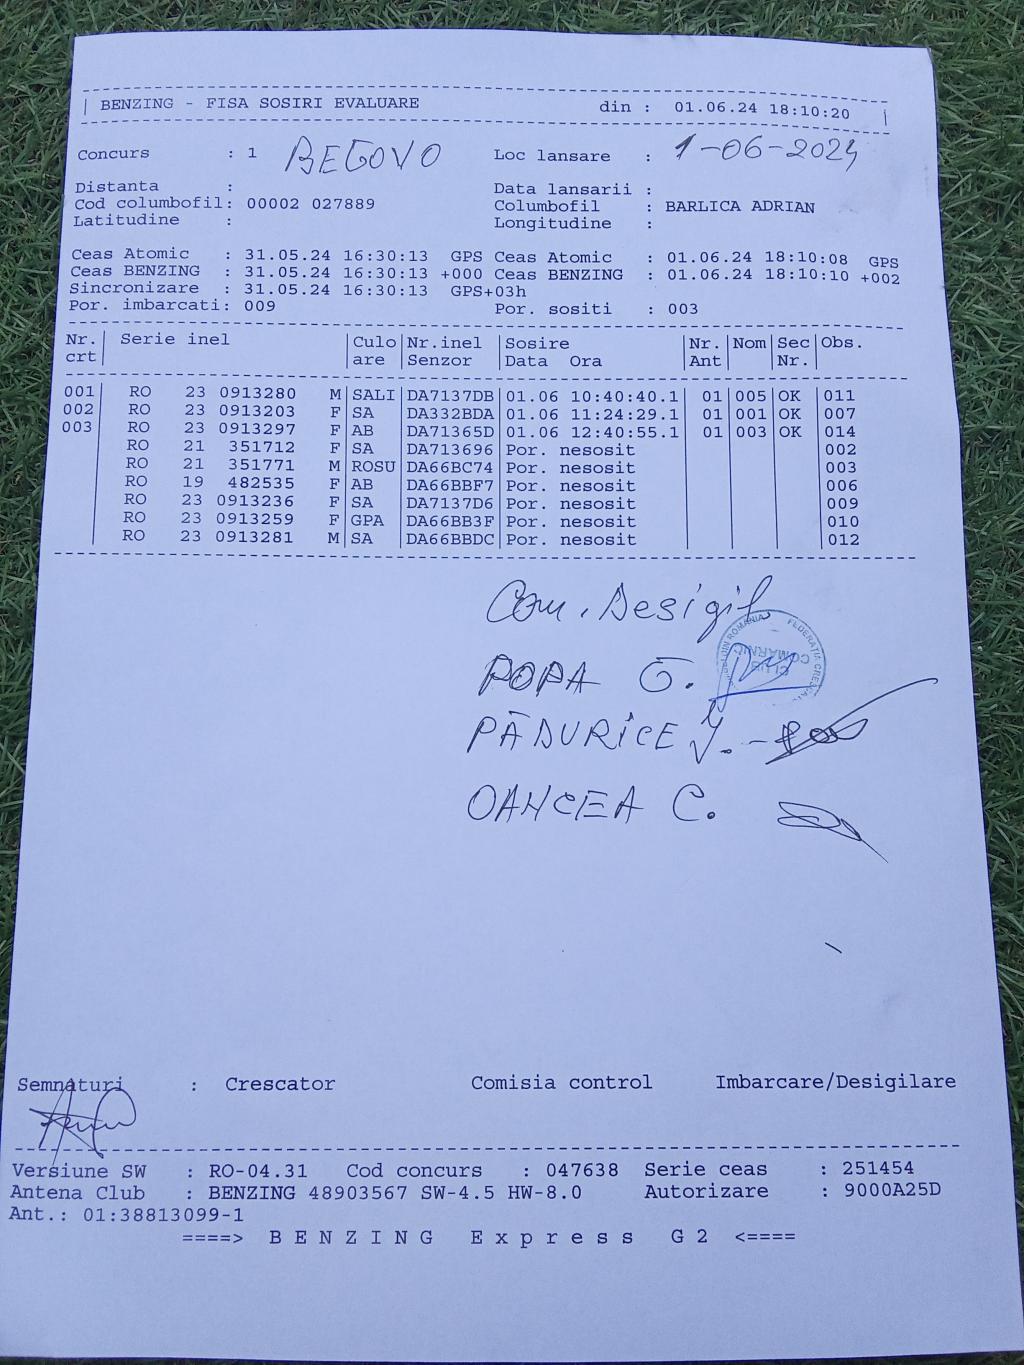 BENZING - FISA SOSIRI EVALUARE din : 01.06.24 18:10:20
Concurs : 1 BEGOVO Loc lansare : 1-06-2024
Distanta : Data lansarii :
Cod columbofil: 00002 027889 Columbofil : BARLICA ADRIAN
Latitudine : Longitudine :
Ceas Atomic : 31.05.24 16:30:13 GPS Ceas Atomic : 01.06.24 18:10:08 GPS
Ceas BENZING : 31.05.24 16:30:13 +000 Ceas BENZING : 01.06.24 18:10:10 +002
Sincronizare : 31.05.24 16:30:13 GPS+03h
Por. imbarcati: 009 Por. sositi : 003
Nr. | Serie inel |Culo|Nr.inel |Sosire |Nr.|Nom|Sec|Obs.
crt| |are |Senzor |Data Ora |Ant| |Nr.|
001 RO 23 0913280 M|SALI|DA7137DB|01.06 10:40:40.1| 01|005|OK |011
002 RO 23 0913203 F|SA |DA332BDA|01.06 11:24:29.1| 01|001|OK |007
003 RO 23 0913297 F|AB |DA71365D|01.06 12:40:55.1| 01|003|OK |014
RO 21 351712 F|SA |DA713696|Por. nesosit | | | |002
RO 21 351771 M|ROSU|DA66BC74|Por. nesosit | | | |003
RO 19 482535 F|AB |DA66BBF7|Por. nesosit | | | |006
RO 23 0913236 F|SA |DA7137D6|Por. nesosit | | | |009
RO 23 0913259 F|GPA |DA66BB3F|Por. nesosit | | | |010
RO 23 0913281 M|SA |DA66BBDC|Por. nesosit | | | |012
Com. Desigil
POPA G.
PĂDURICE I.
OANCEA C.
CLUB
COMARNIC
Semnaturi : Crescator Comisia control Imbarcare/Desigilare
Versiune SW : RO-04.31 Cod concurs : 047638 Serie ceas : 251454
Antena Club : BENZING 48903567 SW-4.5 HW-8.0 Autorizare : 9000A25D
Ant.: 01:38813099-1
====> B E N Z I N G E x p r e s s G 2 <====